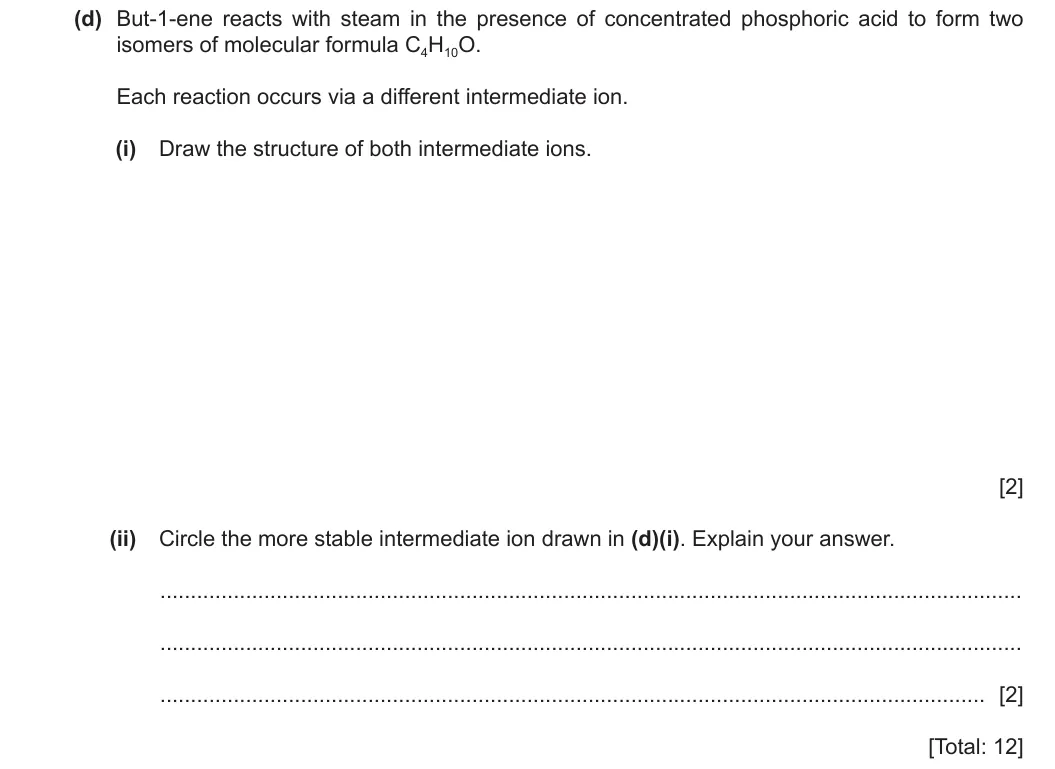 (d) But-1-ene reacts with steam in the presence of concentrated phosphoric acid to form two
isomers of molecular formula C₄H₁₀O.
Each reaction occurs via a different intermediate ion.
(i) Draw the structure of both intermediate ions.
[2]
(ii) Circle the more stable intermediate ion drawn in (d)(i). Explain your answer.
..........................................................................................................................................
..........................................................................................................................................
.................................................................................................................................... [2]
[Total: 12]